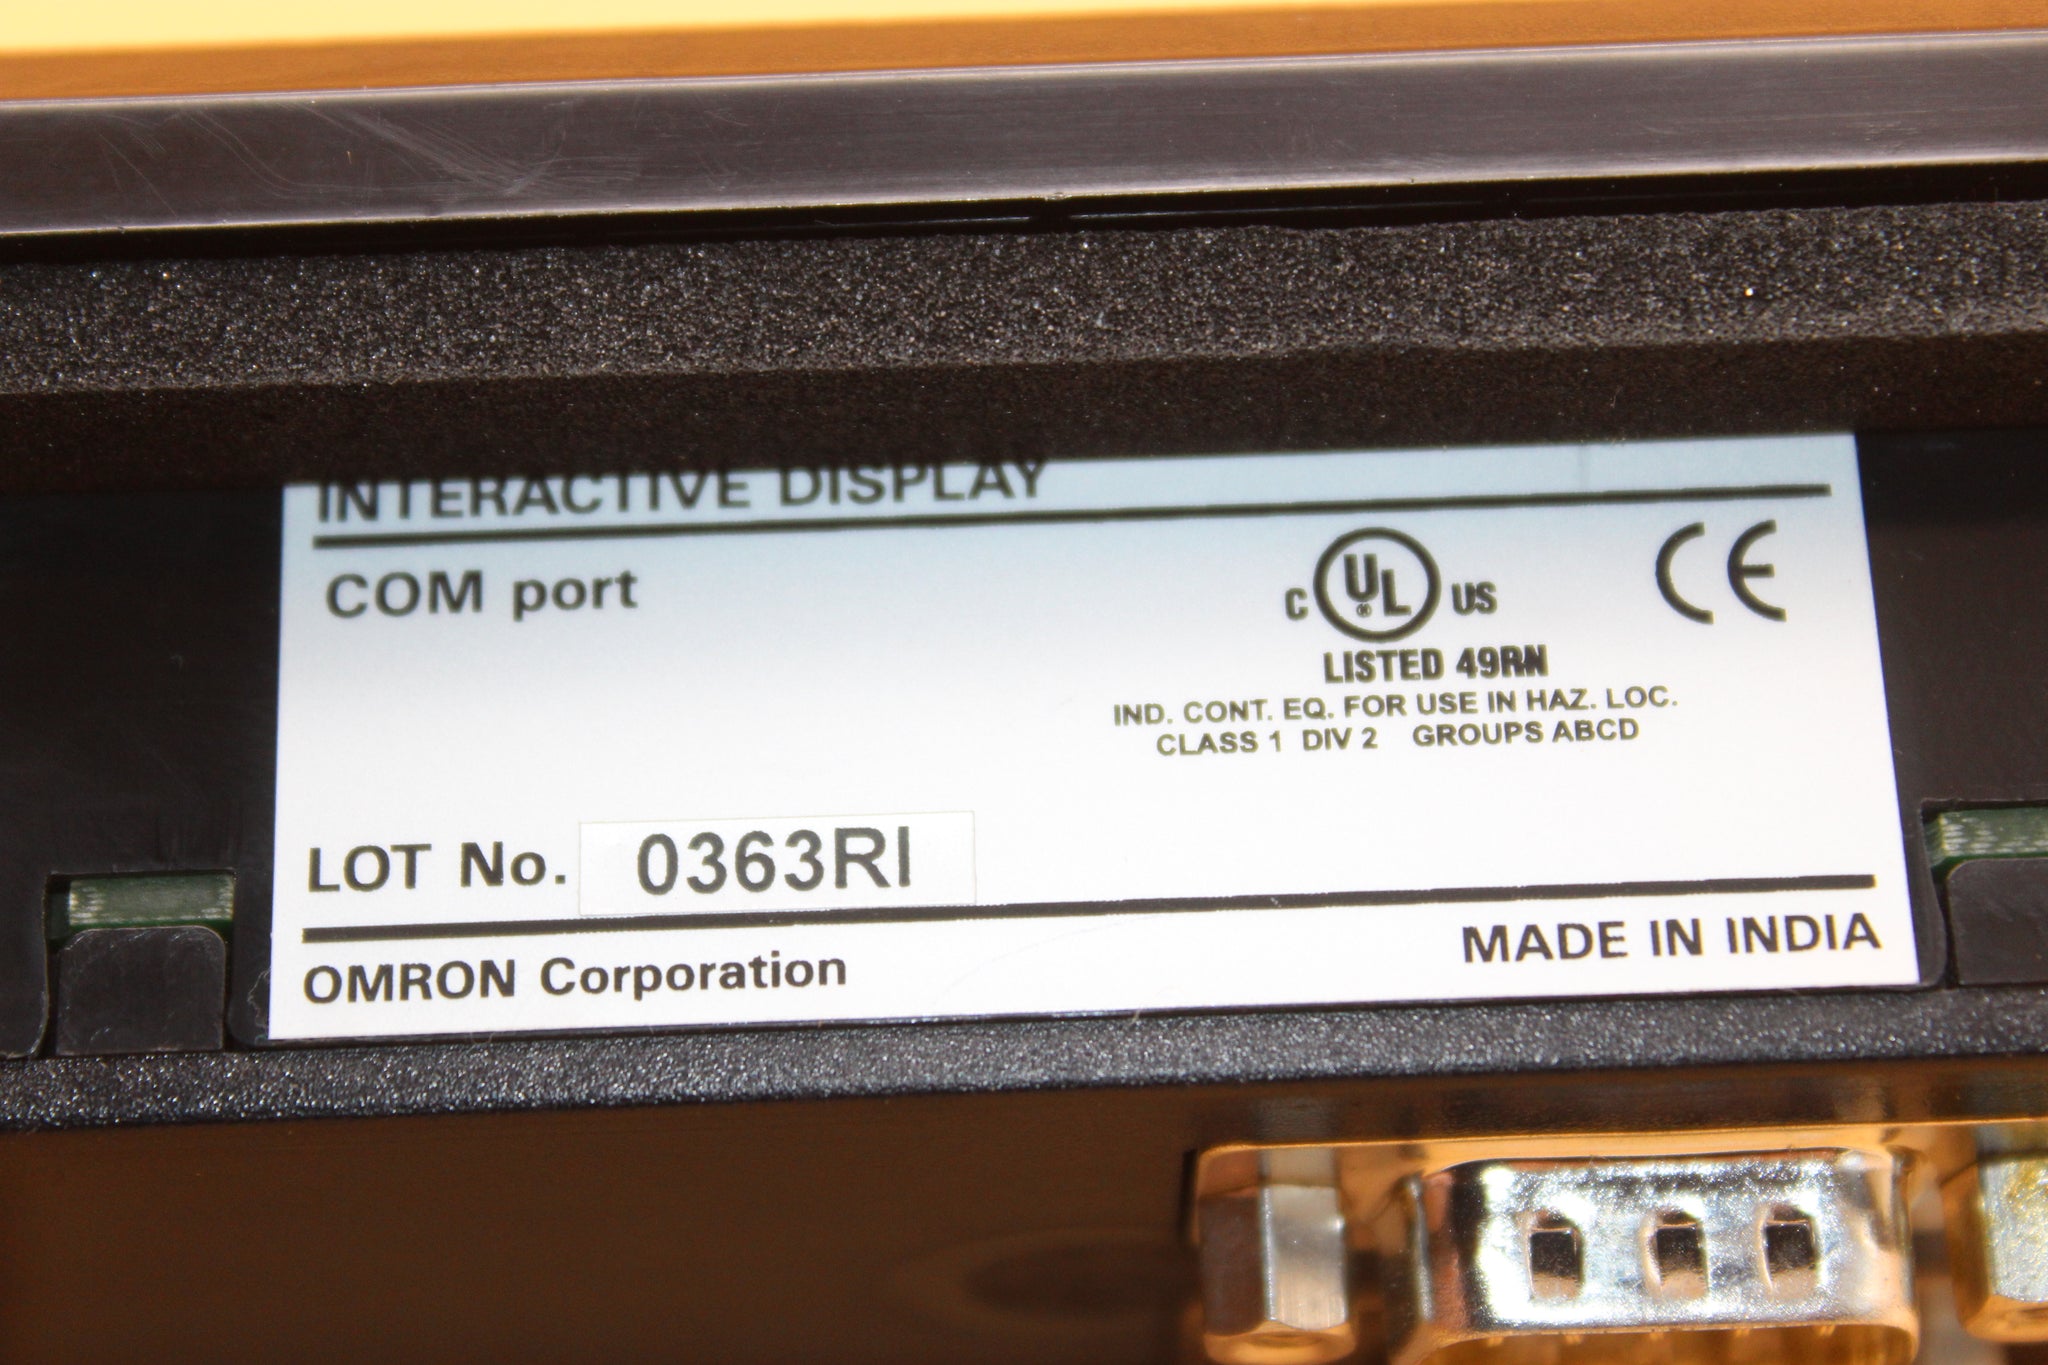 INTERACTIVE DISPLAY
COM port
C UL ® US
CE
LISTED 49RN
IND. CONT. EQ. FOR USE IN HAZ. LOC.
CLASS 1 DIV 2 GROUPS ABCD
LOT No. 0363RI
OMRON Corporation
MADE IN INDIA